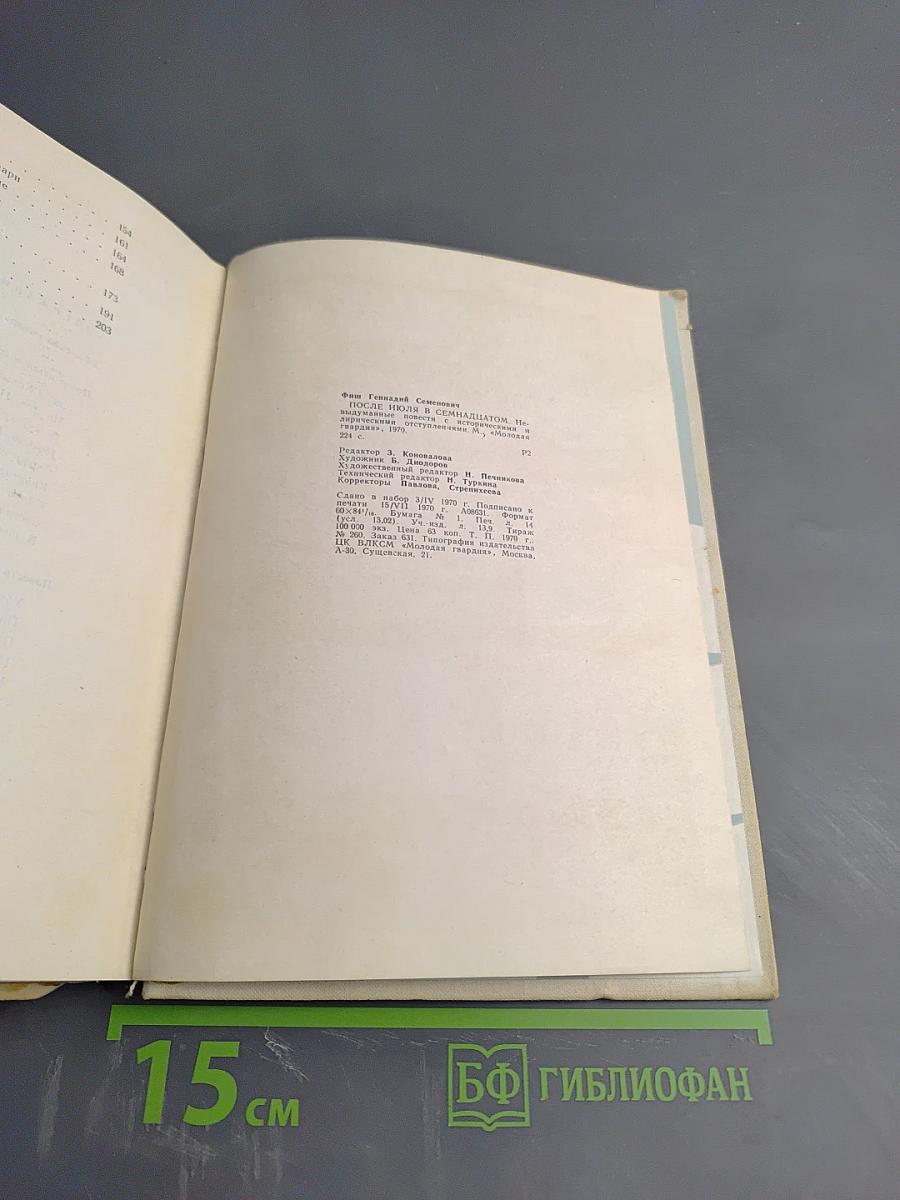 154
161
164
168
173
191
203
Фиш Геннадий Семенович
ПОСЛЕ ИЮЛЯ В СЕМНАДЦАТОМ. Не-
выдуманные повести с историческими и
лирическими отступлениями. М., «Молодая
гвардия», 1970.
224 с. Р2
Редактор З. Коновалова
Художник Б. Диодоров
Художественный редактор Н. Печникова
Технический редактор Н. Туркина
Корректоры Павлова, Стрепихеева
Сдано в набор 3/IV 1970 г. Подписано к
печати 15/VII 1970 г. А08631. Формат
60×84¹/₁₆. Бумага № 1. Печ. л. 14
(усл. 13,02). Уч.-изд. л. 13,9. Тираж
100 000 экз. Цена 63 коп. Т. П. 1970 г.,
№ 260. Заказ 631. Типография издательства
ЦК ВЛКСМ «Молодая гвардия», Москва,
А-30, Сущевская, 21.
15 см
БФ ГИБЛИОФАН